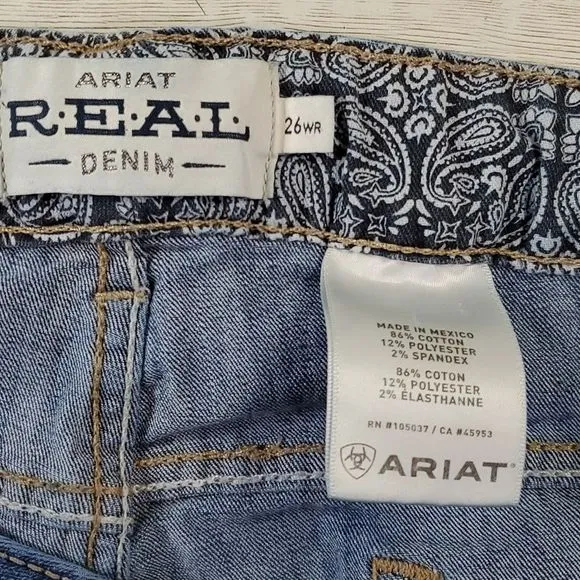 ARIAT
R·E·A·L
DENIM
26WR
MADE IN MEXICO
86% COTTON
12% POLYESTER
2% SPANDEX
86% COTON
12% POLYESTER
2% ÉLASTHANNE
RN #105037 / CA #45953
ARIAT